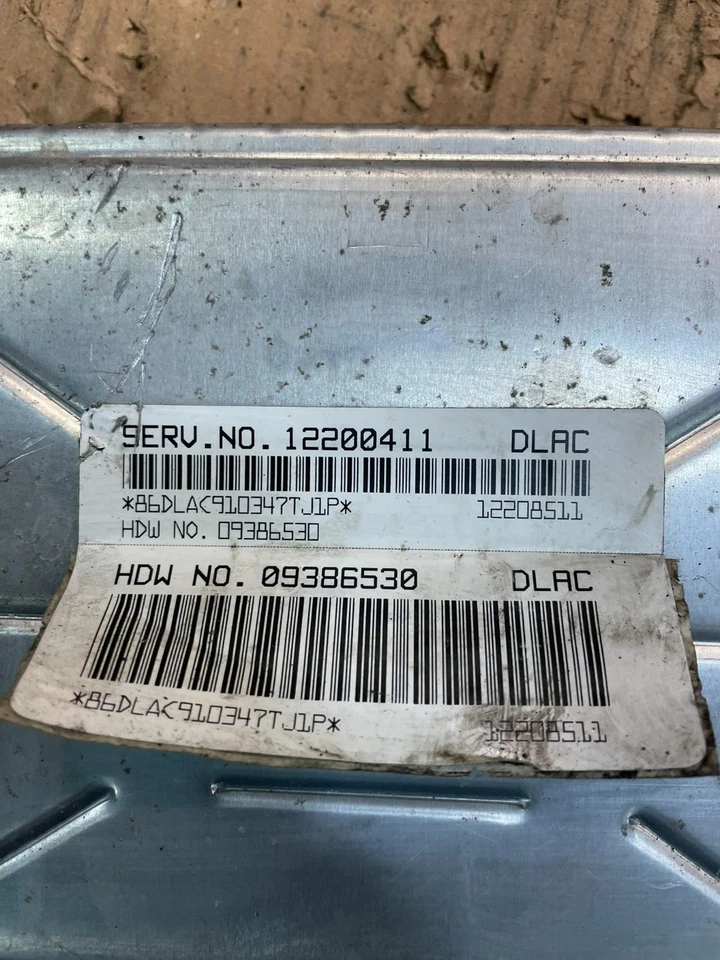 SERV.NO. 12200411 DLAC
*86DLAC910347TJ1P* 12208511
HDW NO. 09386530
HDW NO. 09386530 DLAC
*86DLAC910347TJ1P* 12208511